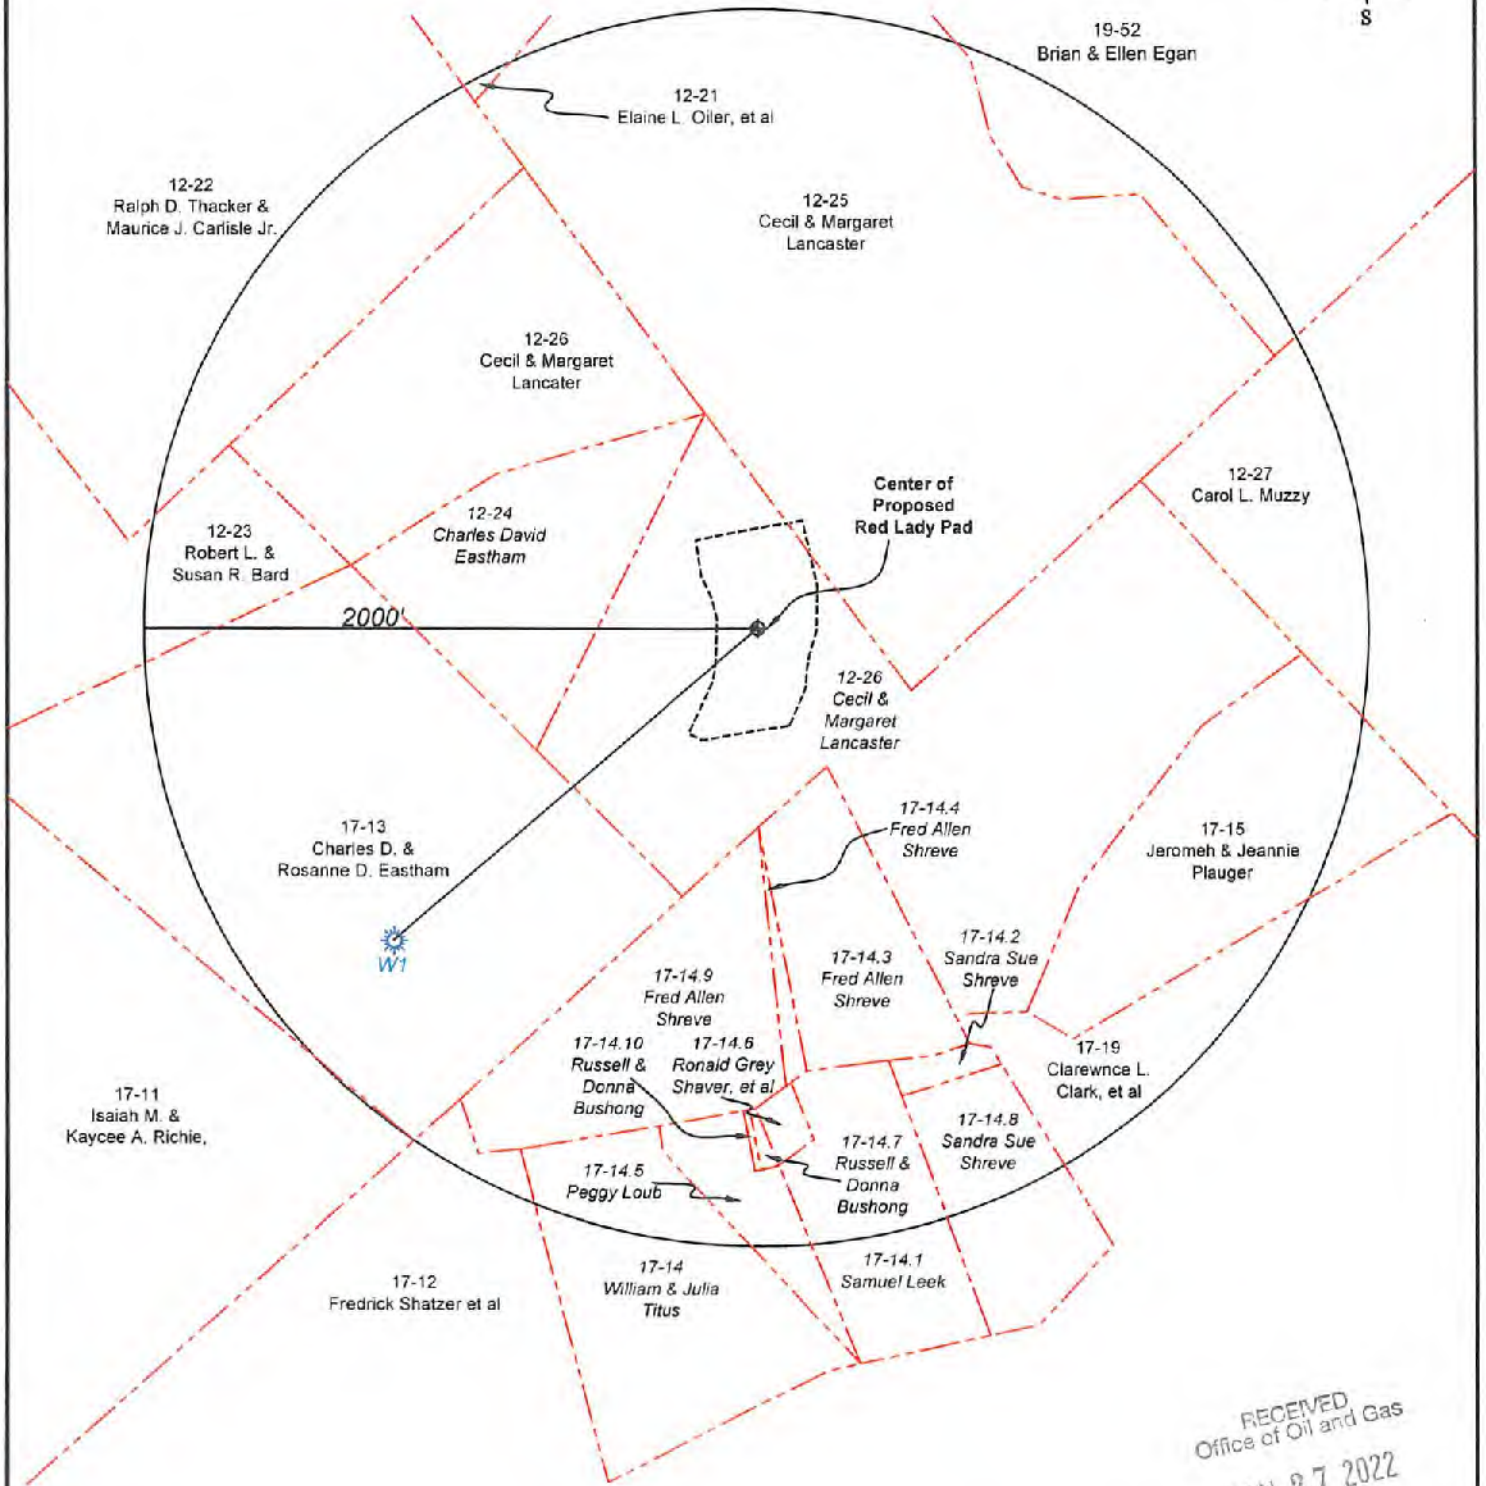 S
19-52
Brian & Ellen Egan
12-21
Elaine L. Oiler, et al
12-22
Ralph D. Thacker &
Maurice J. Carlisle Jr.
12-25
Cecil & Margaret
Lancaster
12-26
Cecil & Margaret
Lancater
12-27
Carol L. Muzzy
Center of
Proposed
Red Lady Pad
12-24
Charles David
Eastham
12-23
Robert L. &
Susan R. Bard
2000'
12-26
Cecil &
Margaret
Lancaster
17-14.4
Fred Allen
Shreve
17-13
Charles D. &
Rosanne D. Eastham
17-15
Jeromeh & Jeannie
Plauger
W1
17-14.2
Sandra Sue
Shreve
17-14.3
Fred Allen
Shreve
17-14.9
Fred Allen
Shreve
17-14.10
Russell &
Donna
Bushong
17-14.6
Ronald Grey
Shaver, et al
17-19
Clarewnce L.
Clark, et al
17-11
Isaiah M. &
Kaycee A. Richie,
17-14.8
Sandra Sue
Shreve
17-14.7
Russell &
Donna
Bushong
17-14.5
Peggy Loub
17-14.1
Samuel Leek
17-14
William & Julia
Titus
17-12
Fredrick Shatzer et al
RECEIVED
Office of Oil and Gas
27 2022